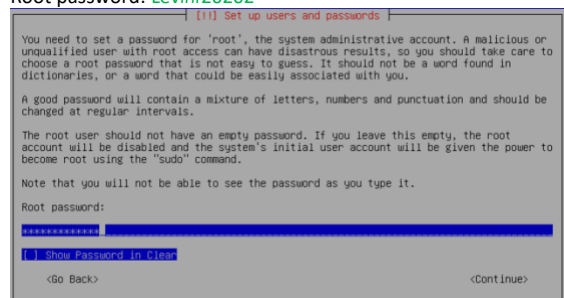 Root password:
[!!] Set up users and passwords
You need to set a password for 'root', the system administrative account. A malicious or
unqualified user with root access can have disastrous results, so you should take care to
choose a root password that is not easy to guess. It should not be a word found in
dictionaries, or a word that could be easily associated with you.
A good password will contain a mixture of letters, numbers and punctuation and should be
changed at regular intervals.
The root user should not have an empty password. If you leave this empty, the root
account will be disabled and the system's initial user account will be given the power to
become root using the "sudo" command.
Note that you will not be able to see the password as you type it.
Root password:
*************
[ ] Show Password in Clear
<Go Back> <Continue>